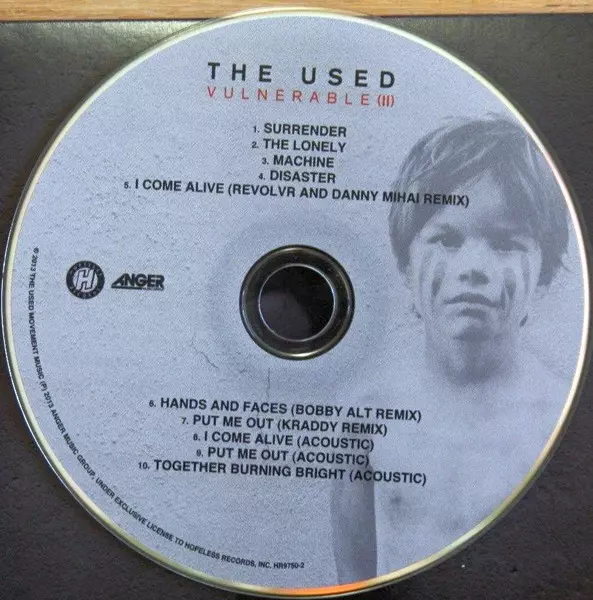 THE USED
VULNERABLE (II)
1. SURRENDER
2. THE LONELY
3. MACHINE
4. DISASTER
5. I COME ALIVE (REVOLVR AND DANNY MIHAI REMIX)
H
ANGER
6. HANDS AND FACES (BOBBY ALT REMIX)
7. PUT ME OUT (KRADDY REMIX)
8. I COME ALIVE (ACOUSTIC)
9. PUT ME OUT (ACOUSTIC)
10. TOGETHER BURNING BRIGHT (ACOUSTIC)
© 2013 THE USED MOVEMENT MUSIC (P) 2013 ANGER MUSIC GROUP, UNDER EXCLUSIVE LICENSE TO HOPELESS RECORDS, INC. HR9750-2